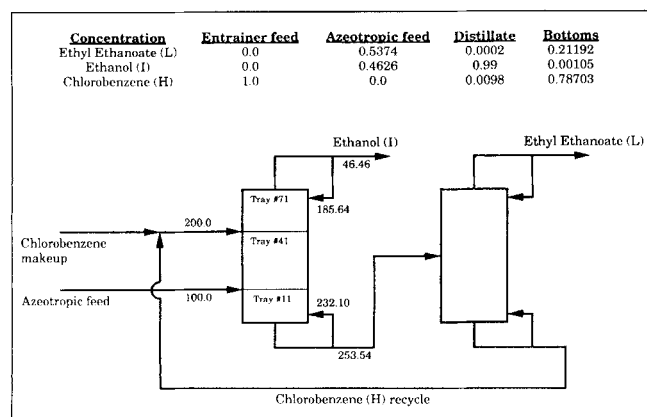 Concentration Entrainer feed Azeotropic feed Distillate Bottoms
Ethyl Ethanoate (L) 0.0 0.5374 0.0002 0.21192
Ethanol (I) 0.0 0.4626 0.99 0.00105
Chlorobenzene (H) 1.0 0.0 0.0098 0.78703
Ethanol (I)
46.46
Ethyl Ethanoate (L)
Tray #71
185.64
200.0
Tray #41
Chlorobenzene
makeup
Azeotropic feed
100.0
Tray #11
232.10
253.54
Chlorobenzene (H) recycle